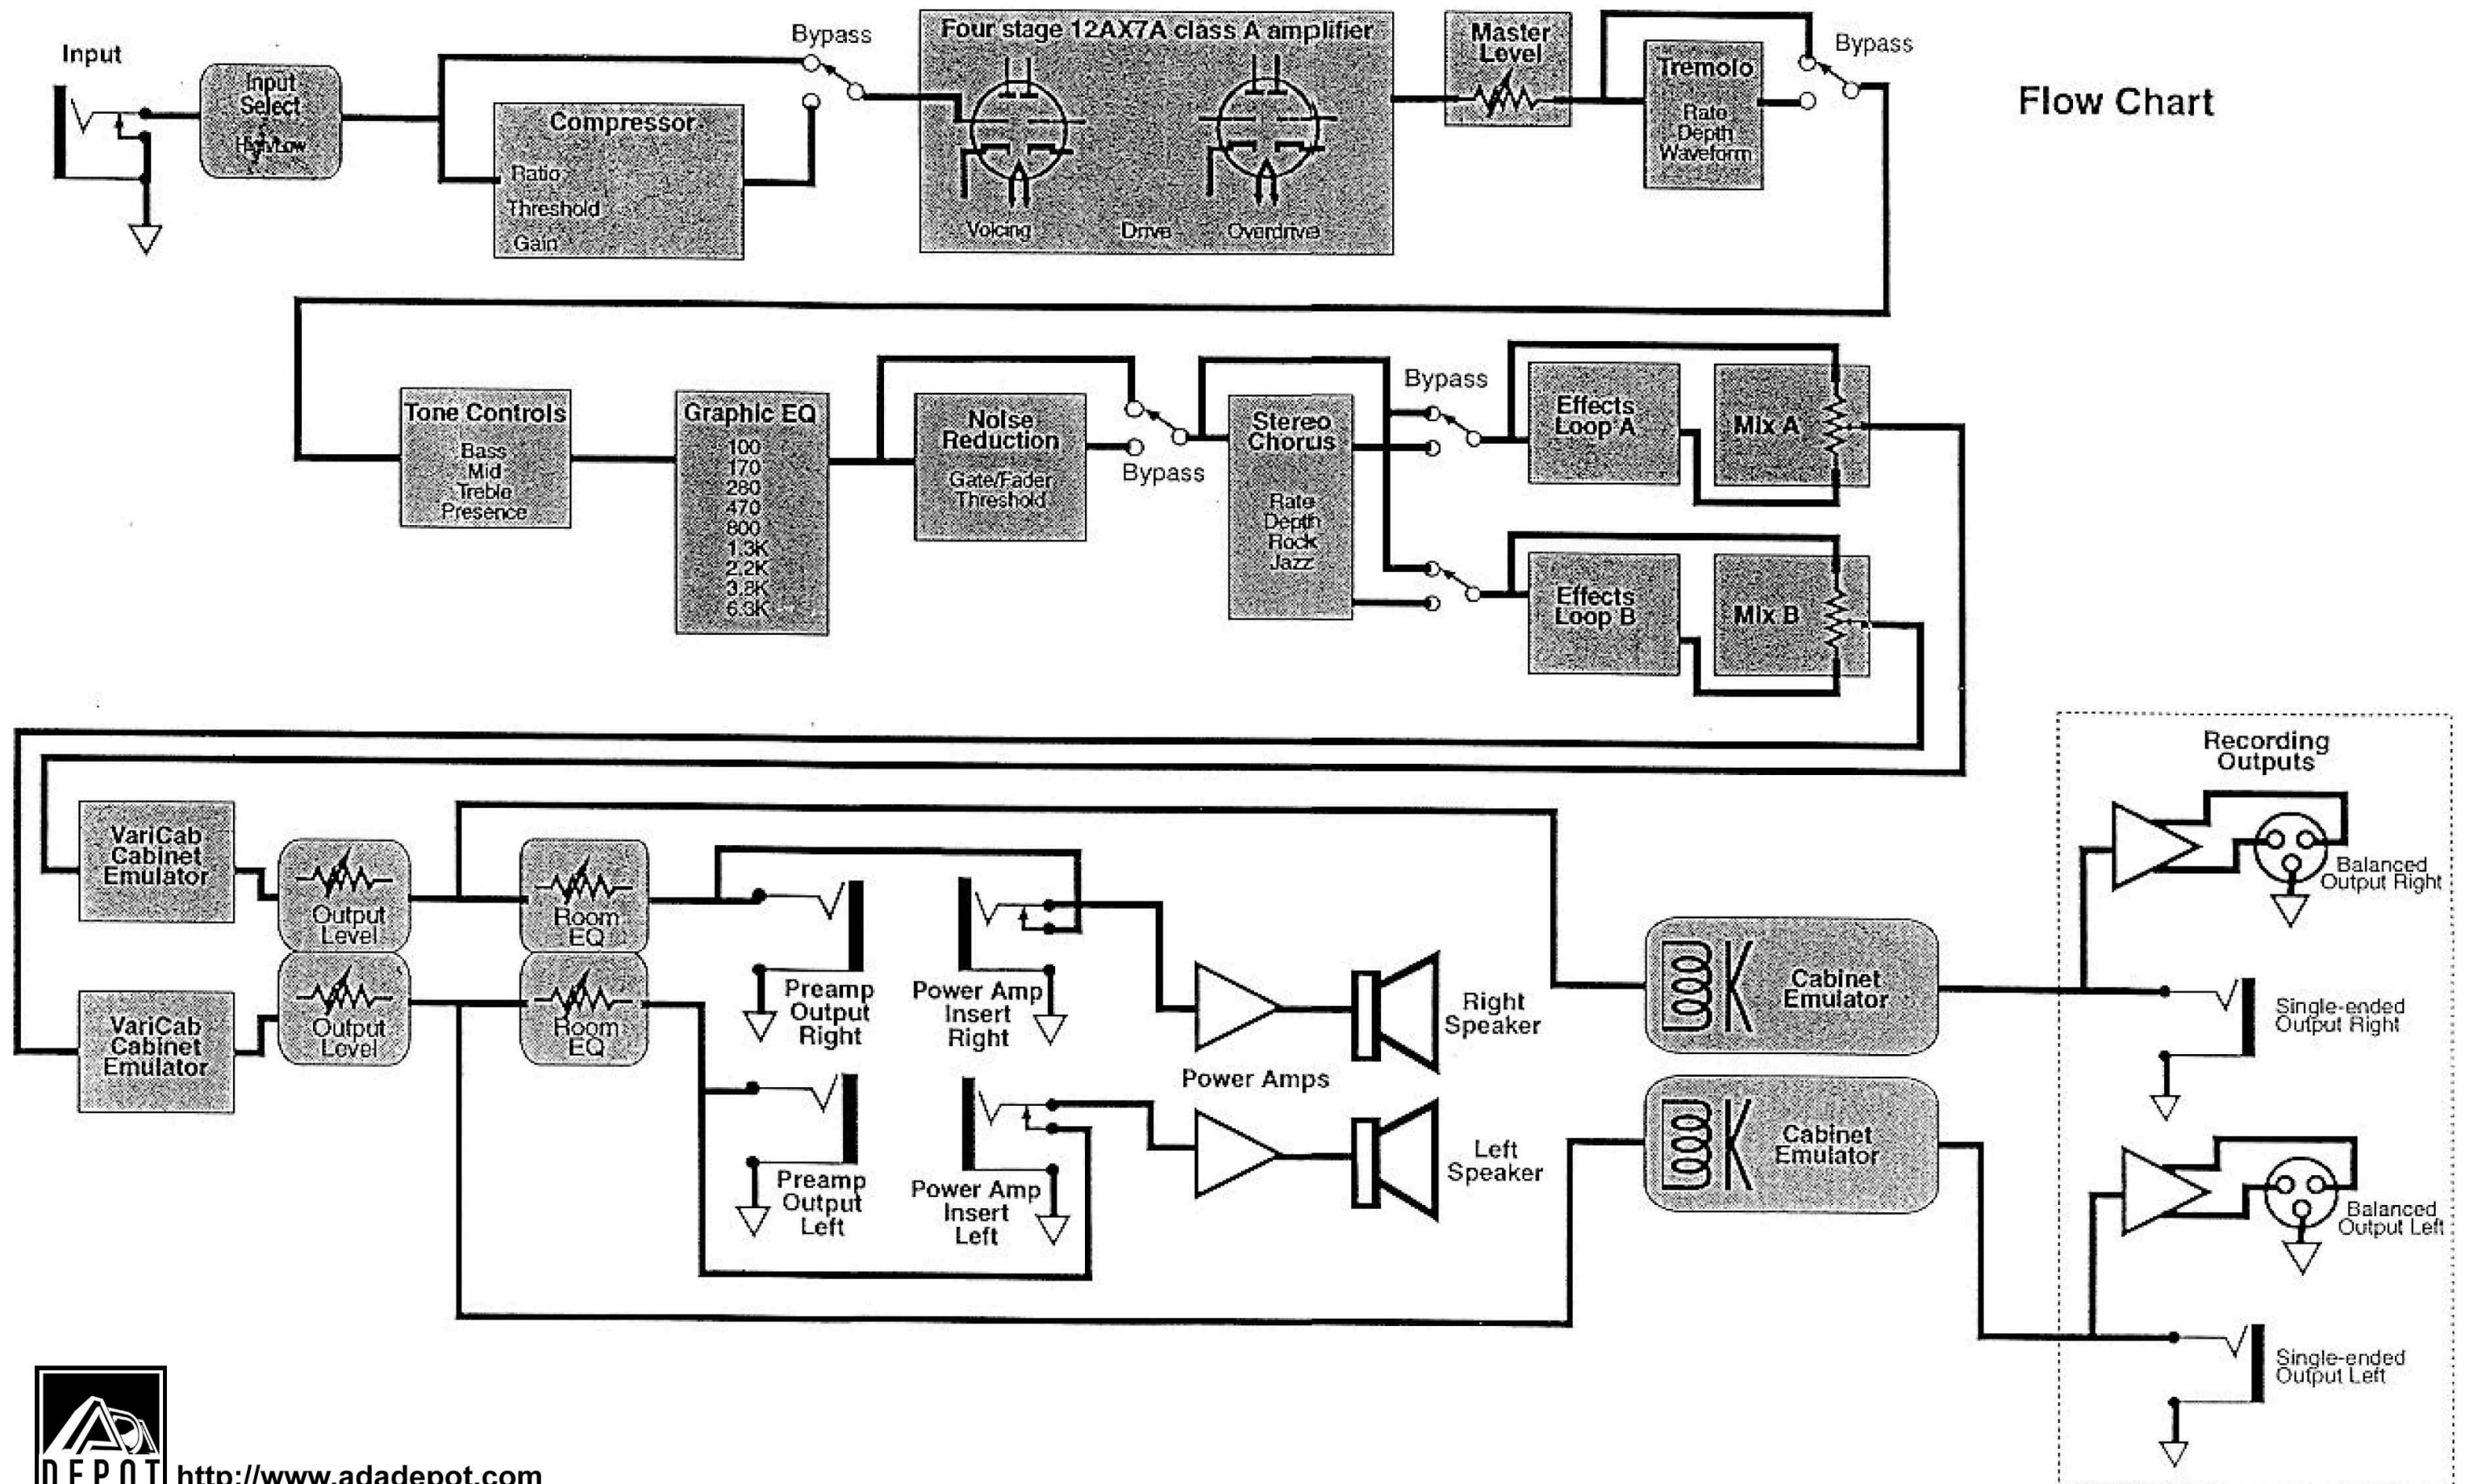 Flow Chart
Input
Input
Select
High/Low
Bypass
Compressor
Ratio
Threshold
Gain
Four stage 12AX7A class A amplifier
Voicing
Drive
Overdrive
Master
Level
Tremolo
Rate
Depth
Waveform
Bypass
Tone Controls
Bass
Mid
Treble
Presence
Graphic EQ
100
170
280
470
800
1.3K
2.2K
3.8K
6.3K
Noise
Reduction
Gate/Fader
Threshold
Bypass
Stereo
Chorus
Rate
Depth
Rock
Jazz
Bypass
Effects
Loop A
Mix A
Effects
Loop B
Mix B
VariCab
Cabinet
Emulator
Output
Level
Room
EQ
VariCab
Cabinet
Emulator
Output
Level
Room
EQ
Preamp
Output
Right
Power Amp
Insert
Right
Preamp
Output
Left
Power Amp
Insert
Left
Right
Speaker
Power Amps
Left
Speaker
Cabinet
Emulator
Cabinet
Emulator
Recording
Outputs
Balanced
Output Right
Single-ended
Output Right
Balanced
Output Left
Single-ended
Output Left
ADA
DEPOT
http://www.adadepot.com